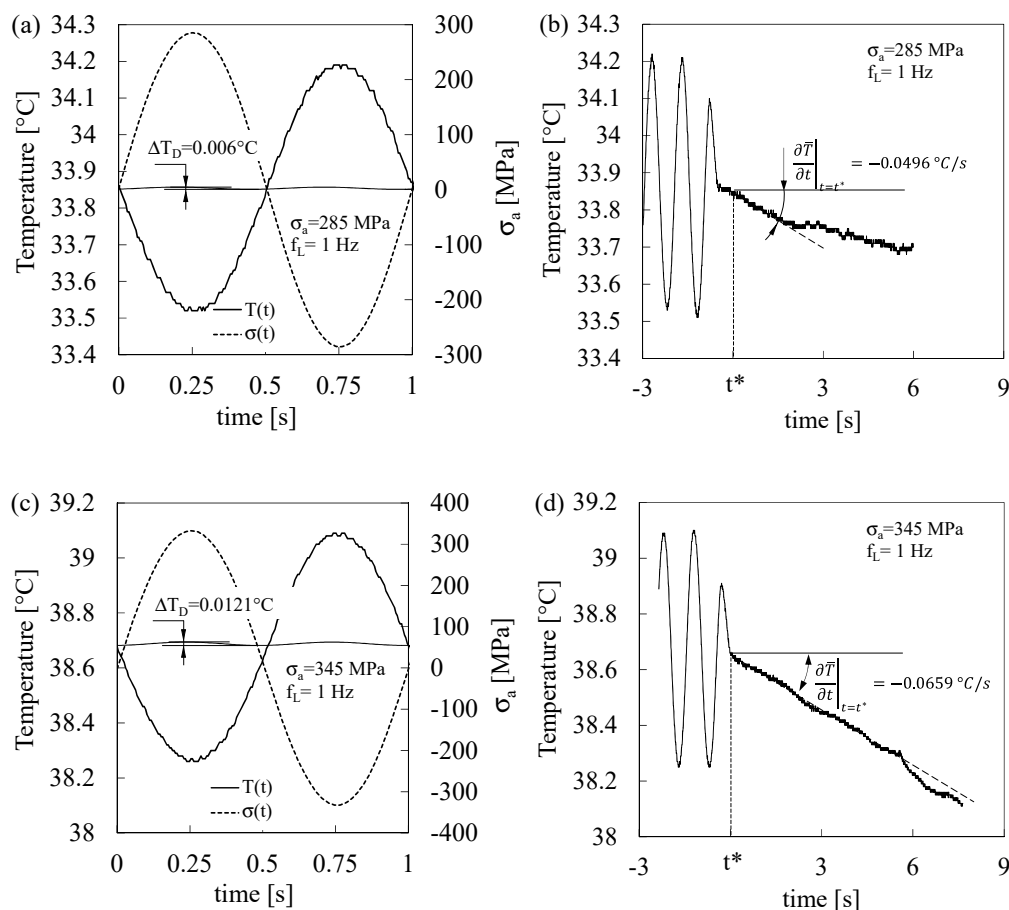 (a)
Temperature [°C]
34.3
34.2
34.1
34
33.9
33.8
33.7
33.6
33.5
33.4
300
200
100
0
-100
-200
-300
σa [MPa]
ΔTD=0.006°C
σa=285 MPa
fL= 1 Hz
T(t)
σ(t)
0 0.25 0.5 0.75 1
time [s]
(b)
Temperature [°C]
34.3
34.2
34.1
34
33.9
33.8
33.7
33.6
33.5
33.4
σa=285 MPa
fL= 1 Hz
∂T̄/∂t|t=t* = −0.0496 °C/s
-3 t* 3 6 9
time [s]
(c)
Temperature [°C]
39.2
39
38.8
38.6
38.4
38.2
38
400
300
200
100
0
-100
-200
-300
-400
σa [MPa]
ΔTD=0.0121°C
σa=345 MPa
fL= 1 Hz
T(t)
σ(t)
0 0.25 0.5 0.75 1
time [s]
(d)
Temperature [°C]
39.2
39
38.8
38.6
38.4
38.2
38
σa=345 MPa
fL= 1 Hz
∂T̄/∂t|t=t* = −0.0659 °C/s
-3 t* 3 6 9
time [s]